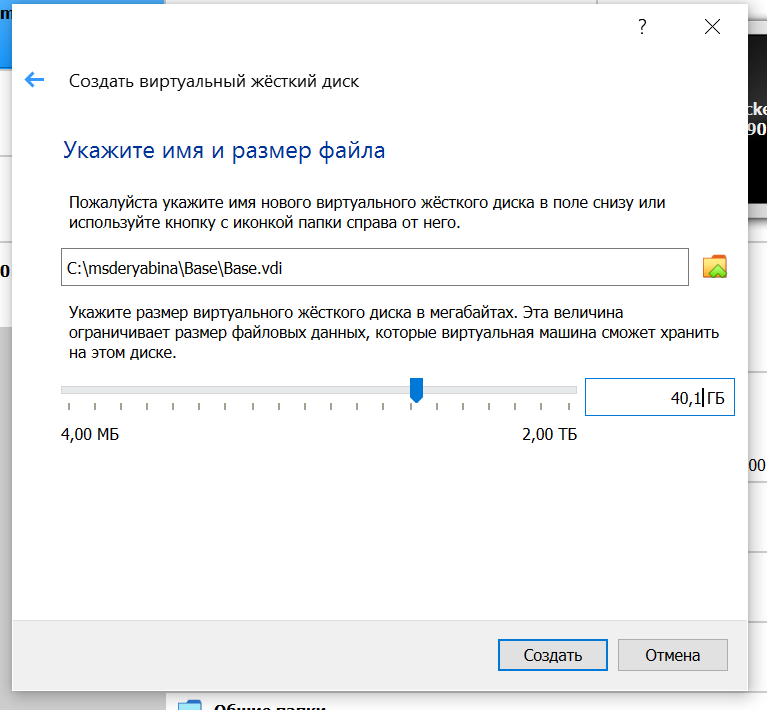 ?
Создать виртуальный жёсткий диск
Укажите имя и размер файла
Пожалуйста укажите имя нового виртуального жёсткого диска в поле снизу или
используйте кнопку с иконкой папки справа от него.
C:\msderyabina\Base\Base.vdi
Укажите размер виртуального жёсткого диска в мегабайтах. Эта величина
ограничивает размер файловых данных, которые виртуальная машина сможет хранить
на этом диске.
40,1 ГБ
4,00 МБ
2,00 ТБ
Создать
Отмена
Общие папки